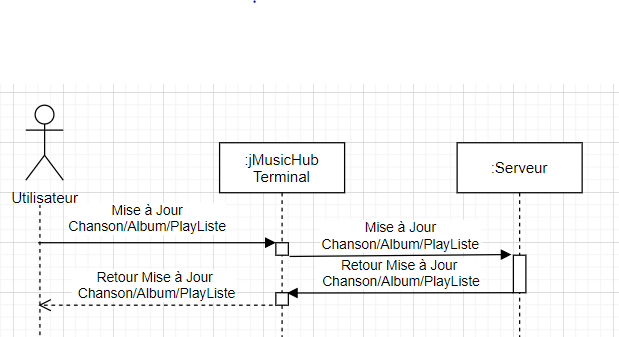 :jMusicHub
Terminal
:Serveur
Utilisateur
Mise à Jour
Chanson/Album/PlayListe
Mise à Jour
Chanson/Album/PlayListe
Retour Mise à Jour
Chanson/Album/PlayListe
Retour Mise à Jour
Chanson/Album/PlayListe